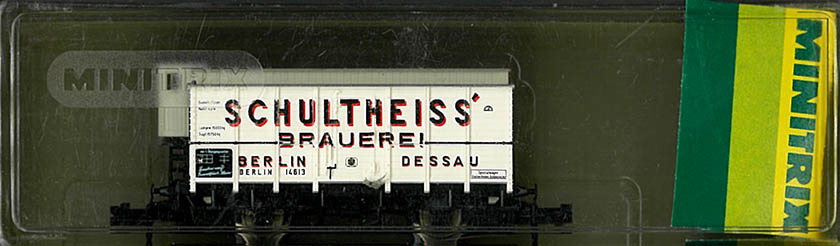 MINITRIX
SCHULTHEISS'
BRAUEREI
BERLIN DESSAU
BERLIN 14613
MINITRIX